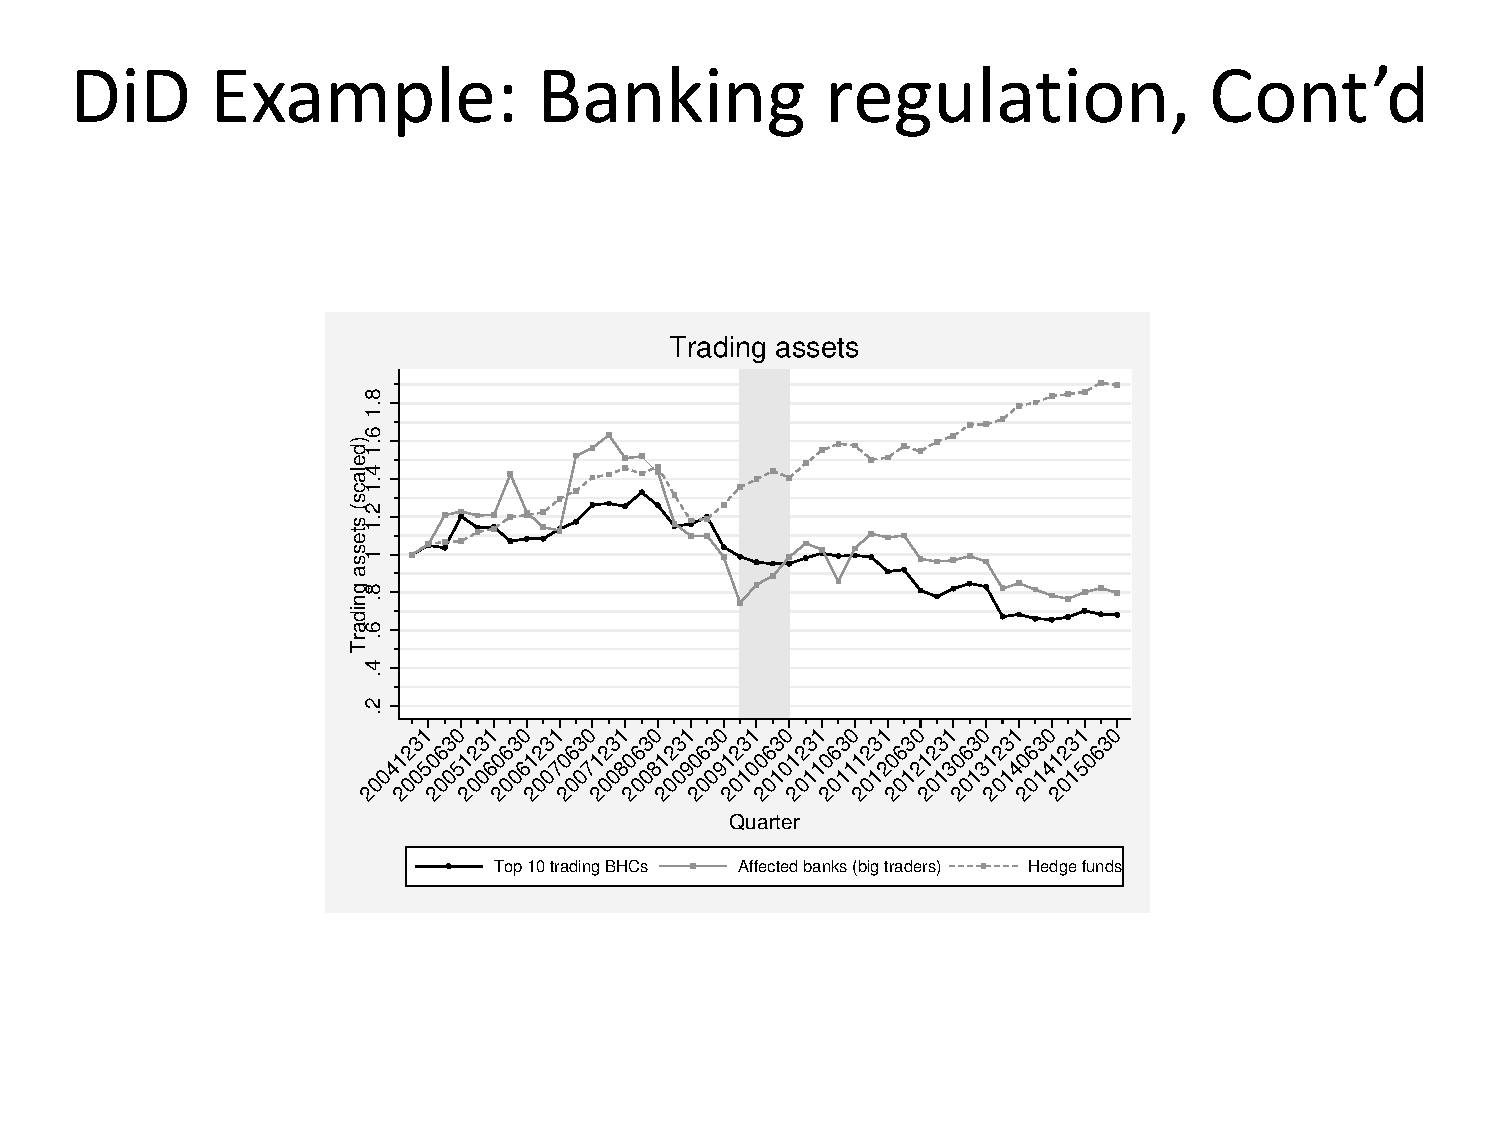 DiD Example: Banking regulation, Cont’d
Trading assets
Trading assets (scaled)
.2 .4 .6 .8 1 1.2 1.4 1.6 1.8
20041231 20050630 20051231 20060630 20061231 20070630 20071231 20080630 20081231 20090630 20091231 20100630 20101231 20110630 20111231 20120630 20121231 20130630 20131231 20140630 20141231 20150630
Quarter
Top 10 trading BHCs Affected banks (big traders) Hedge funds